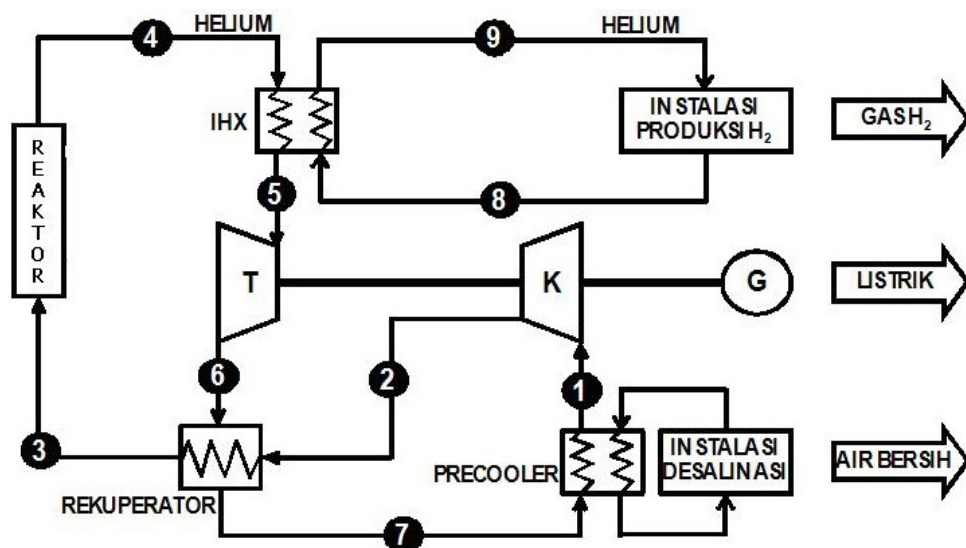 4
HELIUM
9
HELIUM
IHX
INSTALASI
PRODUKSI H₂
GAS H₂
REAKTOR
5
8
T
K
G
LISTRIK
6
2
1
3
REKUPERATOR
PRECOOLER
INSTALASI
DESALINASI
AIR BERSIH
7